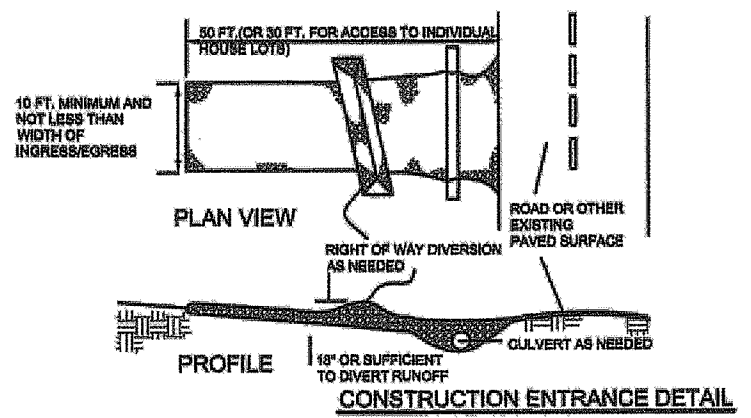 50 FT.(OR 30 FT. FOR ACCESS TO INDIVIDUAL
HOUSE LOTS)
10 FT. MINIMUM AND
NOT LESS THAN
WIDTH OF
INGRESS/EGRESS
PLAN VIEW
ROAD OR OTHER
EXISTING
PAVED SURFACE
RIGHT OF WAY DIVERSION
AS NEEDED
CULVERT AS NEEDED
PROFILE
18" OR SUFFICIENT
TO DIVERT RUNOFF
CONSTRUCTION ENTRANCE DETAIL